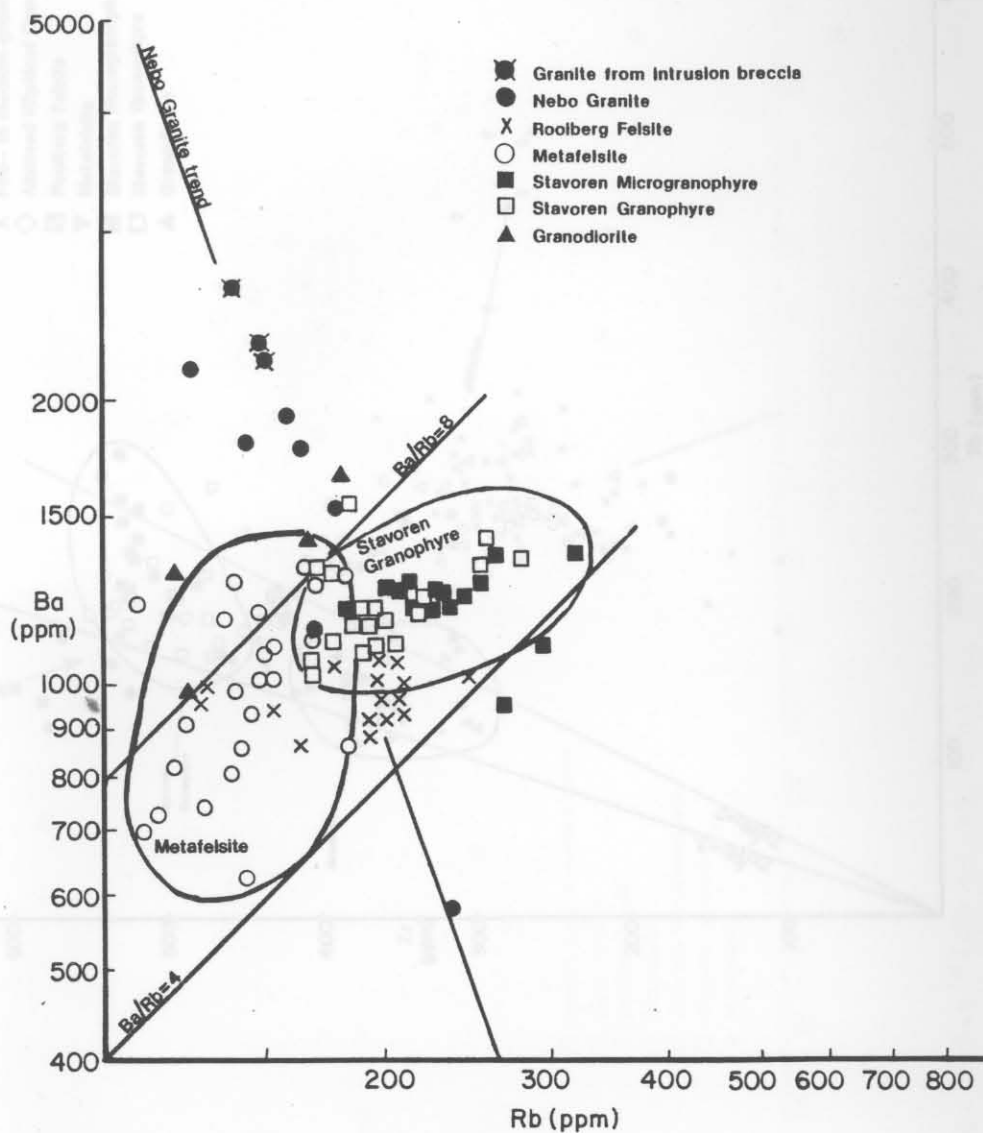 5000
2000
1500
Ba
(ppm)
1000
900
800
700
600
500
400
200
300
400
500
600
700
800
Rb (ppm)
Nebo Granite trend
Granite from intrusion breccia
Nebo Granite
Rooiberg Felsite
Metafelsite
Stavoren Microgranophyre
Stavoren Granophyre
Granodiorite
Ba/Rb=8
Stavoren
Granophyre
Metafelsite
Ba/Rb=4